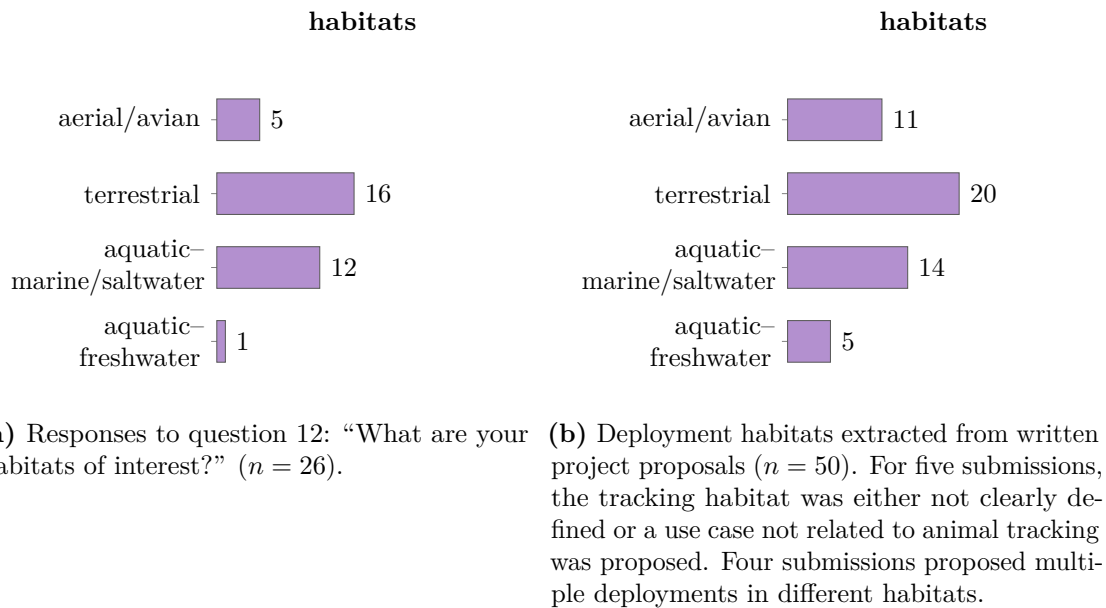 habitats
aerial/avian 5
terrestrial 16
aquatic–
marine/saltwater 12
aquatic–
freshwater 1
) Responses to question 12: “What are your
abitats of interest?” (n = 26).
habitats
aerial/avian 11
terrestrial 20
aquatic–
marine/saltwater 14
aquatic–
freshwater 5
(b) Deployment habitats extracted from written
project proposals (n = 50). For five submissions,
the tracking habitat was either not clearly de-
fined or a use case not related to animal tracking
was proposed. Four submissions proposed multi-
ple deployments in different habitats.